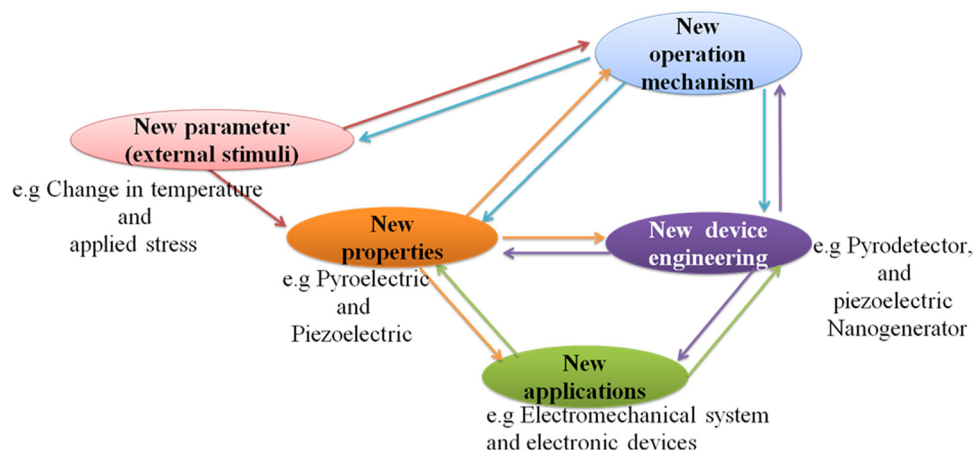 New
operation
mechanism
New parameter
(external stimuli)
e.g Change in temperature
and
applied stress
New
properties
e.g Pyroelectric
and
Piezoelectric
New device
engineering
e.g Pyrodetector,
and
piezoelectric
Nanogenerator
New
applications
e.g Electromechanical system
and electronic devices